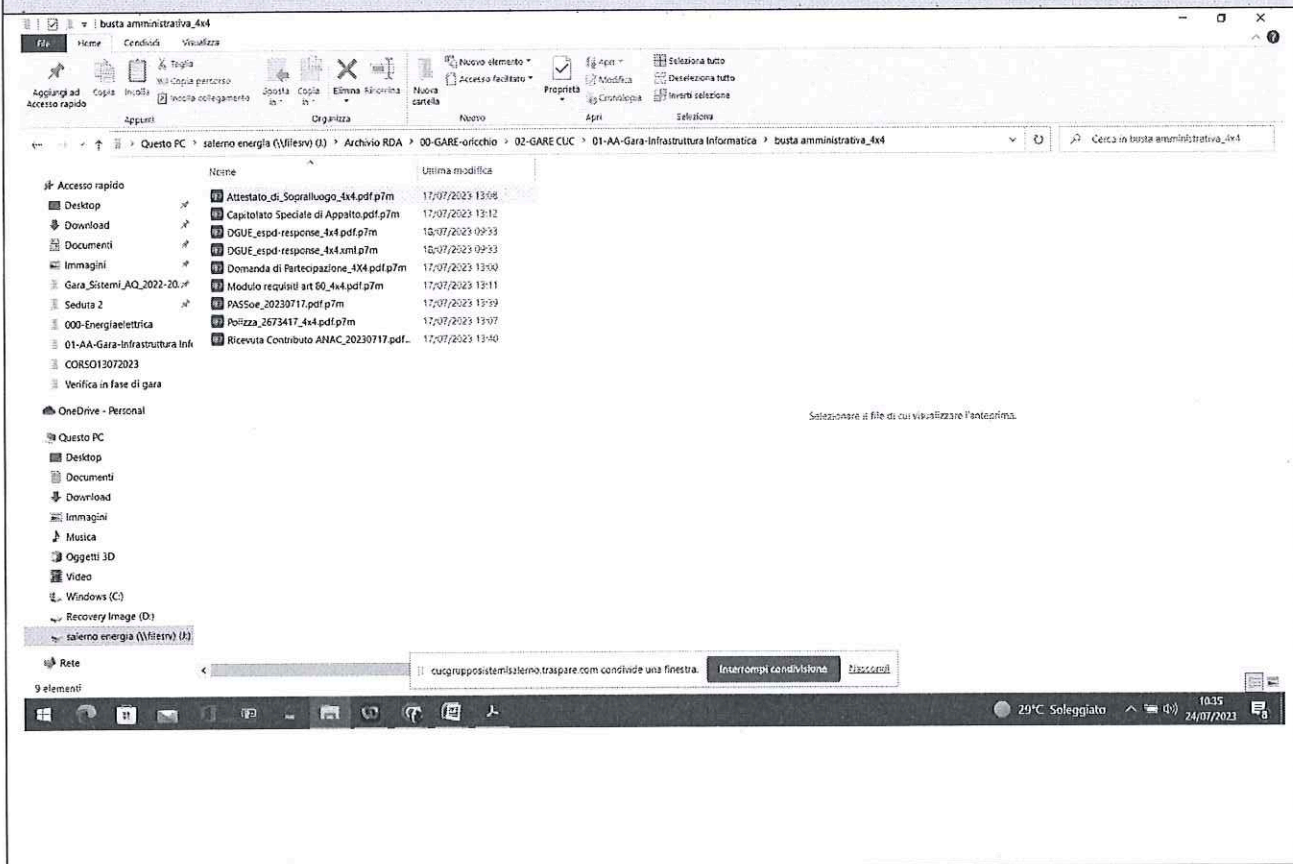 busta amministrativa_4x4
File Home Condividi Visualizza
Aggiungi ad Accesso rapido
Copia
Incolla
Taglia
Copia percorso
Incolla collegamento
Appunti
Sposta in
Copia in
Elimina
Rinomina
Organizza
Nuova cartella
Nuovo elemento
Accesso facilitato
Nuovo
Proprietà
Apri
Modifica
Cronologia
Apri
Seleziona tutto
Deseleziona tutto
Inverti selezione
Seleziona
Questo PC > salerno energia (\\filesrv) (J:) > Archivio RDA > 00-GARE-oricchio > 02-GARE CUC > 01-AA-Gara-Infrastruttura Informatica > busta amministrativa_4x4
Cerca in busta amministrativa_4x4
Nome Ultima modifica
Accesso rapido
Desktop
Download
Documenti
Immagini
Gara_Sistemi_AQ_2022-20..
Seduta 2
000-Energiaelettrica
01-AA-Gara-Infrastruttura Infe
CORSO13072023
Verifica in fase di gara
OneDrive - Personal
Questo PC
Desktop
Documenti
Download
Immagini
Musica
Oggetti 3D
Video
Windows (C:)
Recovery Image (D:)
salerno energia (\\filesrv) (J:)
Rete
Attestato_di_Sopralluogo_4x4.pdf.p7m 17/07/2023 13:08
Capitolato Speciale di Appalto.pdf.p7m 17/07/2023 13:12
DGUE_espd-response_4x4.pdf.p7m 18/07/2023 09:33
DGUE_espd-response_4x4.xml.p7m 18/07/2023 09:33
Domanda di Partecipazione_4X4.pdf.p7m 17/07/2023 13:00
Modulo requisiti art 80_4x4.pdf.p7m 17/07/2023 13:11
PASSoe_20230717.pdf.p7m 17/07/2023 13:39
Polizza_2673417_4x4.pdf.p7m 17/07/2023 13:07
Ricevuta Contributo ANAC_20230717.pdf... 17/07/2023 13:40
Selezionare il file di cui visualizzare l'anteprima.
cucgrupposistemisalerno.traspare.com condivide una finestra. Interrompi condivisione Nascondi
9 elementi
29°C Soleggiato
10:35
24/07/2023